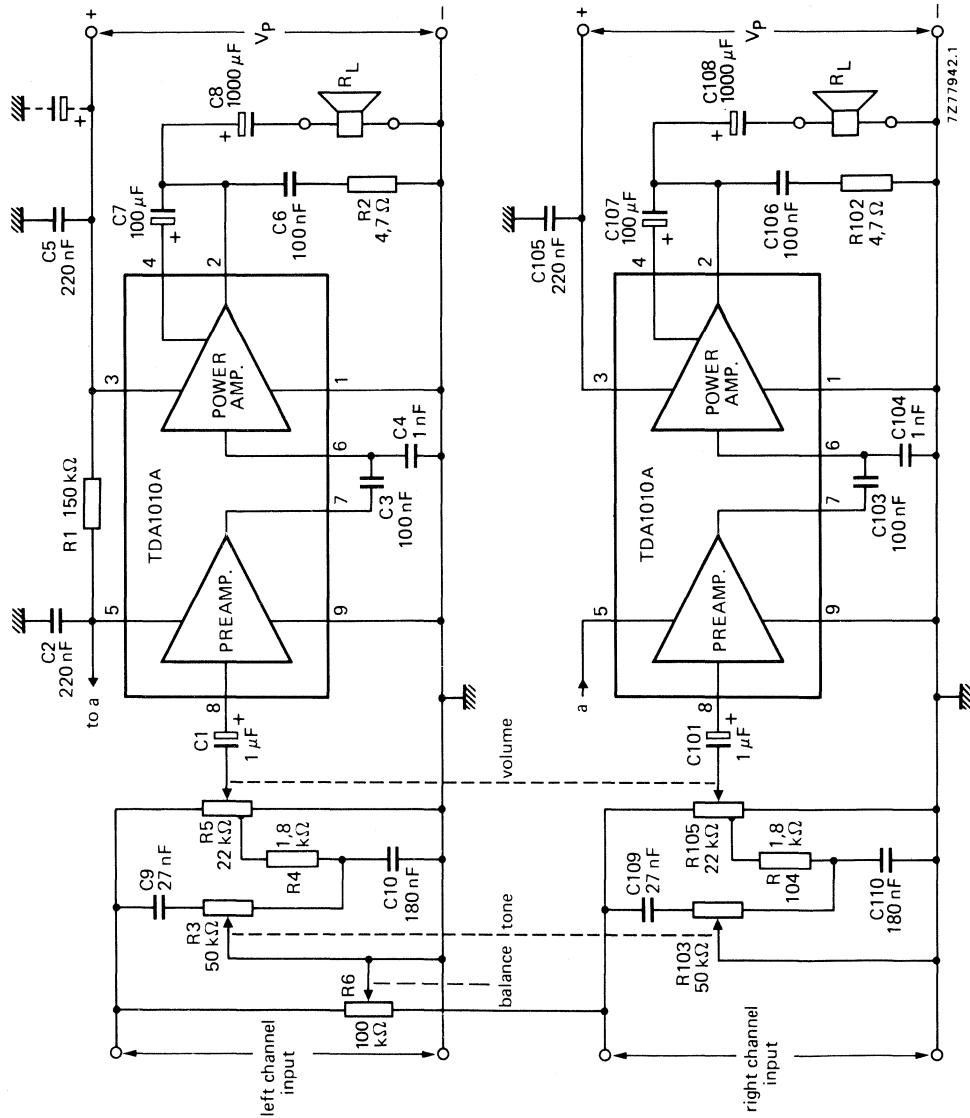 left channel
input
right channel
input
R6
100
kΩ
balance
R3
50 kΩ
tone
C9
27 nF
R4
1,8
kΩ
C10
180 nF
R5
22 kΩ
volume
C1
1 µF
+
8
to a
C2
220 nF
5
PREAMP.
9
R1 150 kΩ
TDA1010A
7
C3
100 nF
6
C4
1 nF
3
POWER
AMP.
1
4
2
C5
220 nF
C7
100 µF
+
C6
100 nF
R2
4,7 Ω
+
C8
1000 µF
+
RL
+
VP
−
R103
50 kΩ
C109
27 nF
R
104
1,8
kΩ
C110
180 nF
R105
22 kΩ
C101
1 µF
+
8
a
5
PREAMP.
9
TDA1010A
7
C103
100 nF
6
C104
1 nF
3
POWER
AMP.
1
4
2
C105
220 nF
C107
100 µF
+
C106
100 nF
R102
4,7 Ω
C108
1000 µF
+
RL
+
VP
−
7Z77942.1